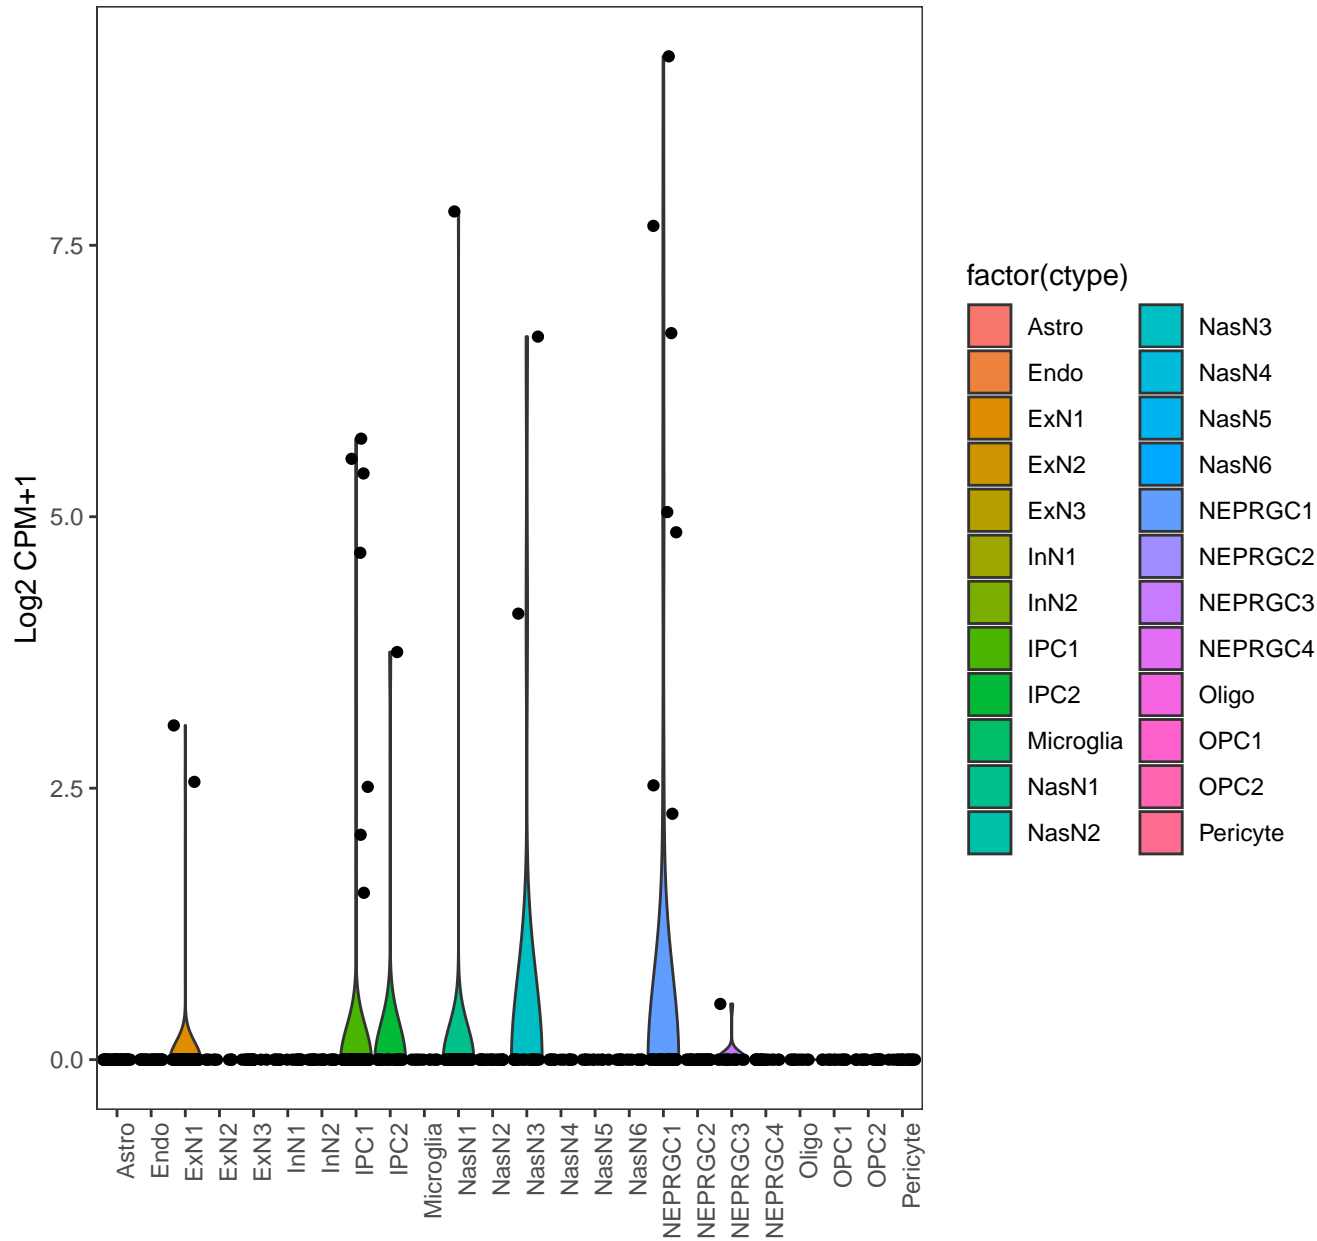 Log2 CPM+1
7.5
5.0
2.5
0.0
Astro
Endo
ExN1
ExN2
ExN3
InN1
InN2
IPC1
IPC2
Microglia
NasN1
NasN2
NasN3
NasN4
NasN5
NasN6
NEPRGC1
NEPRGC2
NEPRGC3
NEPRGC4
Oligo
OPC1
OPC2
Pericyte
factor(ctype)
Astro
Endo
ExN1
ExN2
ExN3
InN1
InN2
IPC1
IPC2
Microglia
NasN1
NasN2
NasN3
NasN4
NasN5
NasN6
NEPRGC1
NEPRGC2
NEPRGC3
NEPRGC4
Oligo
OPC1
OPC2
Pericyte